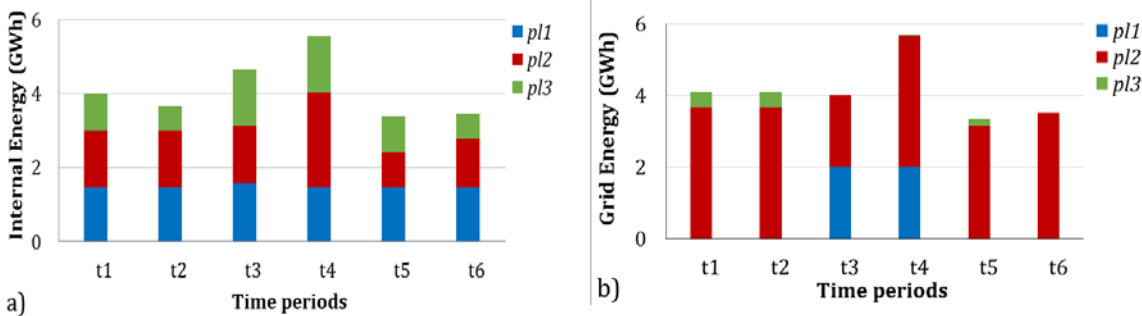 Internal Energy (GWh)
6
4
2
0
t1 t2 t3 t4 t5 t6
Time periods
pl1
pl2
pl3
a)
Grid Energy (GWh)
6
4
2
0
t1 t2 t3 t4 t5 t6
Time periods
pl1
pl2
pl3
b)